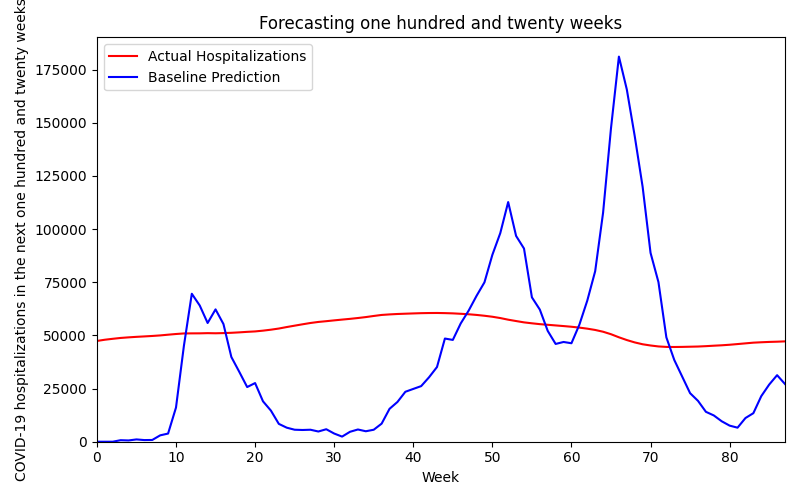 Forecasting one hundred and twenty weeks
Actual Hospitalizations
Baseline Prediction
COVID-19 hospitalizations in the next one hundred and twenty weeks
175000
150000
125000
100000
75000
50000
25000
0
0 10 20 30 40 50 60 70 80
Week